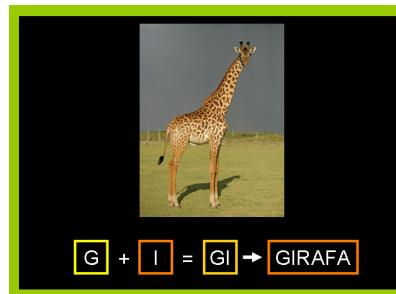 G + I = GI → GIRAFA